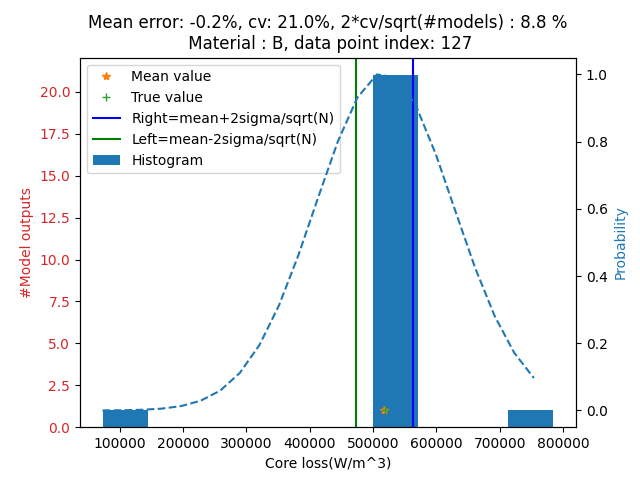 Mean error: -0.2%, cv: 21.0%, 2*cv/sqrt(#models) : 8.8 %
Material : B, data point index: 127
Mean value
True value
Right=mean+2sigma/sqrt(N)
Left=mean-2sigma/sqrt(N)
Histogram
#Model outputs
20.0
17.5
15.0
12.5
10.0
7.5
5.0
2.5
0.0
1.0
0.8
0.6
0.4
0.2
0.0
Probability
100000 200000 300000 400000 500000 600000 700000 800000
Core loss(W/m^3)